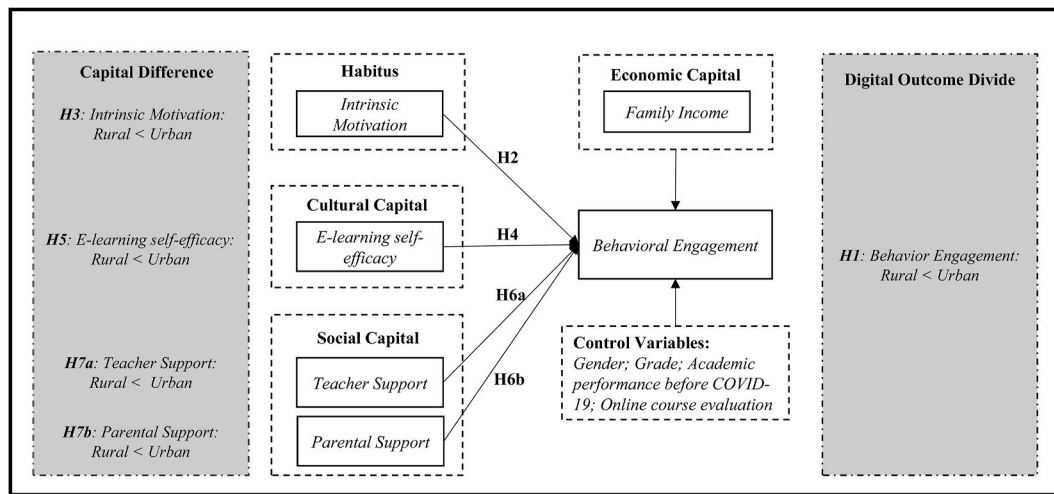 Capital Difference
H3: Intrinsic Motivation:
Rural < Urban
H5: E-learning self-efficacy:
Rural < Urban
H7a: Teacher Support:
Rural < Urban
H7b: Parental Support:
Rural < Urban
Habitus
Intrinsic
Motivation
Cultural Capital
E-learning self-
efficacy
Social Capital
Teacher Support
Parental Support
H2
H4
H6a
H6b
Economic Capital
Family Income
Behavioral Engagement
Control Variables:
Gender; Grade; Academic
performance before COVID-
19; Online course evaluation
Digital Outcome Divide
H1: Behavior Engagement:
Rural < Urban